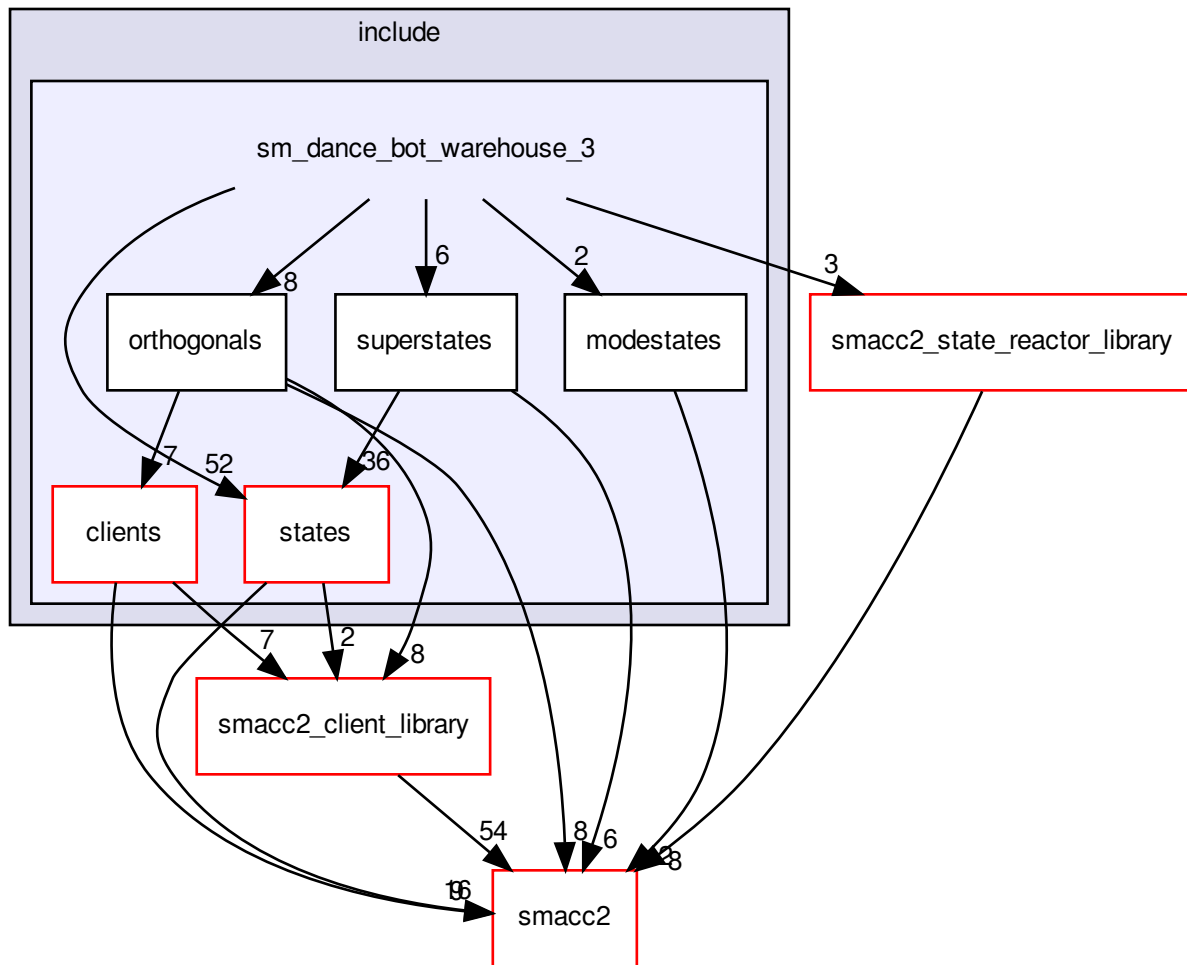 include
sm_dance_bot_warehouse_3
8
6
2
3
orthogonals
superstates
modestates
smacc2_state_reactor_library
7
52
36
clients
states
7
2
8
smacc2_client_library
54
8
6
8
smacc2